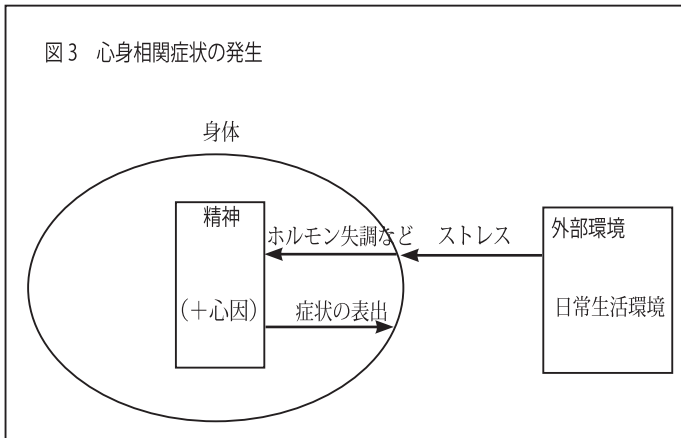 図3 心身相関症状の発生
身体
精神
ホルモン失調など
ストレス
外部環境
(+心因)
症状の表出
日常生活環境